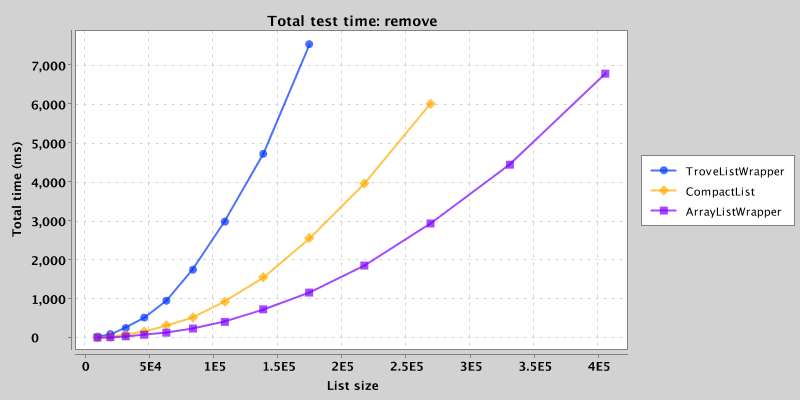 Total test time: remove
7,000
6,000
5,000
4,000
3,000
2,000
1,000
0
Total time (ms)
0 5E4 1E5 1.5E5 2E5 2.5E5 3E5 3.5E5 4E5
List size
TroveListWrapper
CompactList
ArrayListWrapper